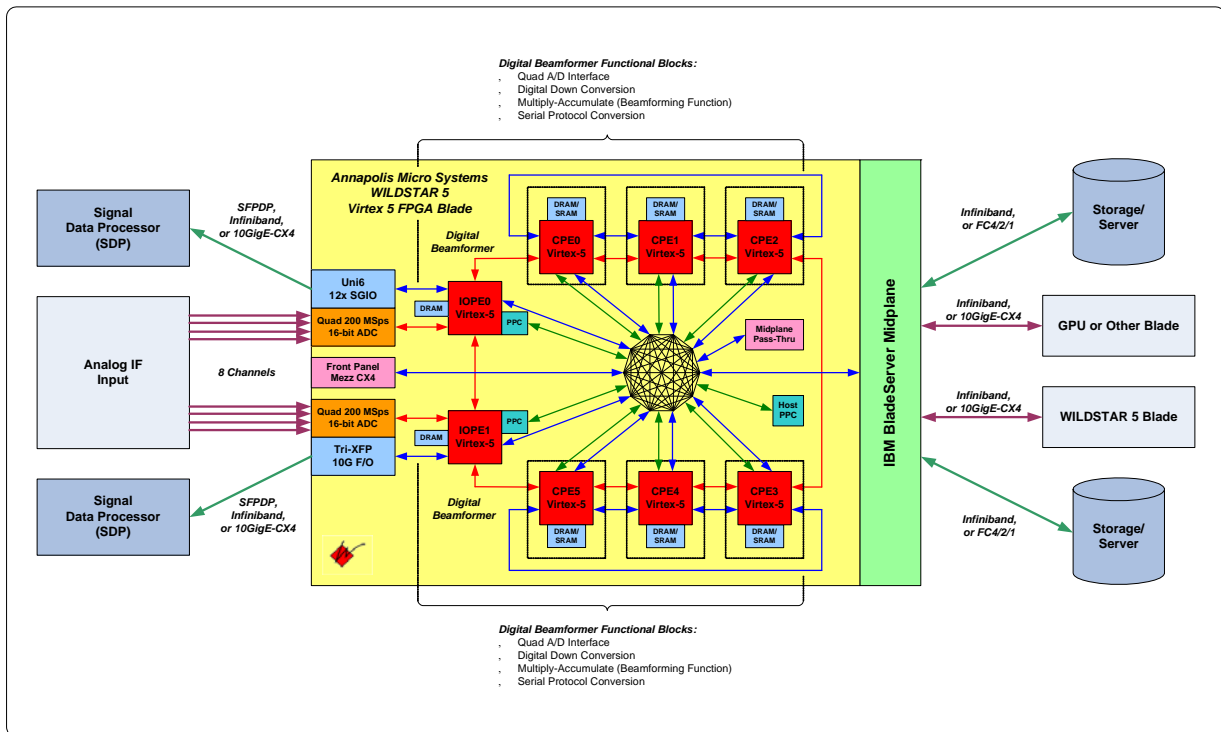 Digital Beamformer Functional Blocks:
, Quad A/D Interface
, Digital Down Conversion
, Multiply-Accumulate (Beamforming Function)
, Serial Protocol Conversion
Annapolis Micro Systems
WILDSTAR 5
Virtex 5 FPGA Blade
Signal
Data Processor
(SDP)
SFPDP,
Infiniband,
or 10GigE-CX4
Digital
Beamformer
DRAM/
SRAM
CPE0
Virtex-5
DRAM/
SRAM
CPE1
Virtex-5
DRAM/
SRAM
CPE2
Virtex-5
Uni6
12x SGIO
IOPE0
Virtex-5
DRAM
PPC
Quad 200 MSps
16-bit ADC
Analog IF
Input
8 Channels
Front Panel
Mezz CX4
Midplane
Pass-Thru
Host
PPC
Quad 200 MSps
16-bit ADC
IOPE1
Virtex-5
PPC
DRAM
Tri-XFP
10G F/O
Signal
Data Processor
(SDP)
SFPDP,
Infiniband,
or 10GigE-CX4
Digital
Beamformer
CPE5
Virtex-5
DRAM/
SRAM
CPE4
Virtex-5
DRAM/
SRAM
CPE3
Virtex-5
DRAM/
SRAM
IBM BladeServer Midplane
Infiniband,
or FC4/2/1
Storage/
Server
Infiniband,
or 10GigE-CX4
GPU or Other Blade
Infiniband,
or 10GigE-CX4
WILDSTAR 5 Blade
Infiniband,
or FC4/2/1
Storage/
Server
Digital Beamformer Functional Blocks:
, Quad A/D Interface
, Digital Down Conversion
, Multiply-Accumulate (Beamforming Function)
, Serial Protocol Conversion